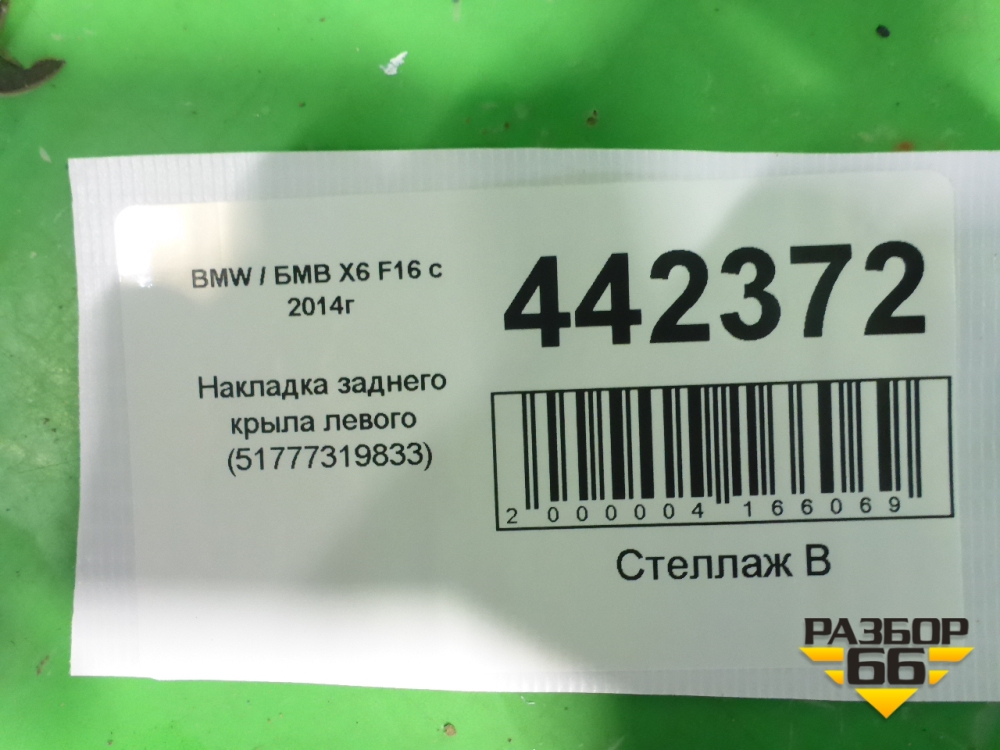 BMW / БМВ X6 F16 с
2014г
Накладка заднего
крыла левого
(51777319833)
442372
2 000004 166069
Стеллаж В
РАЗБОР
66